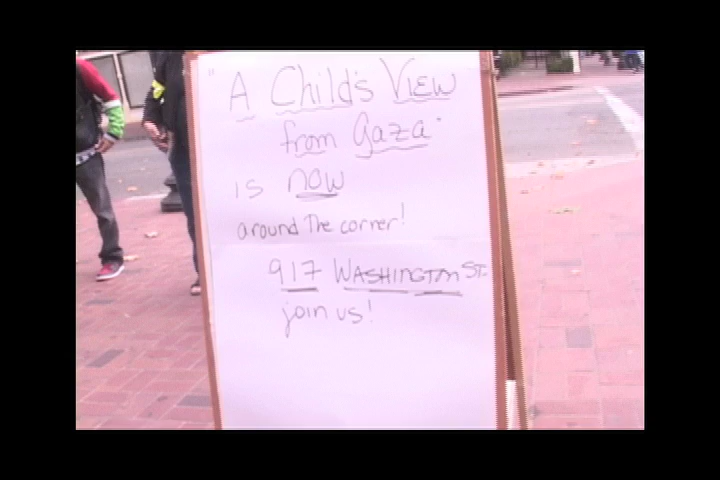 "A Child's View
from Gaza"
is now
around The corner!
917 WASHINGTON ST.
join us!